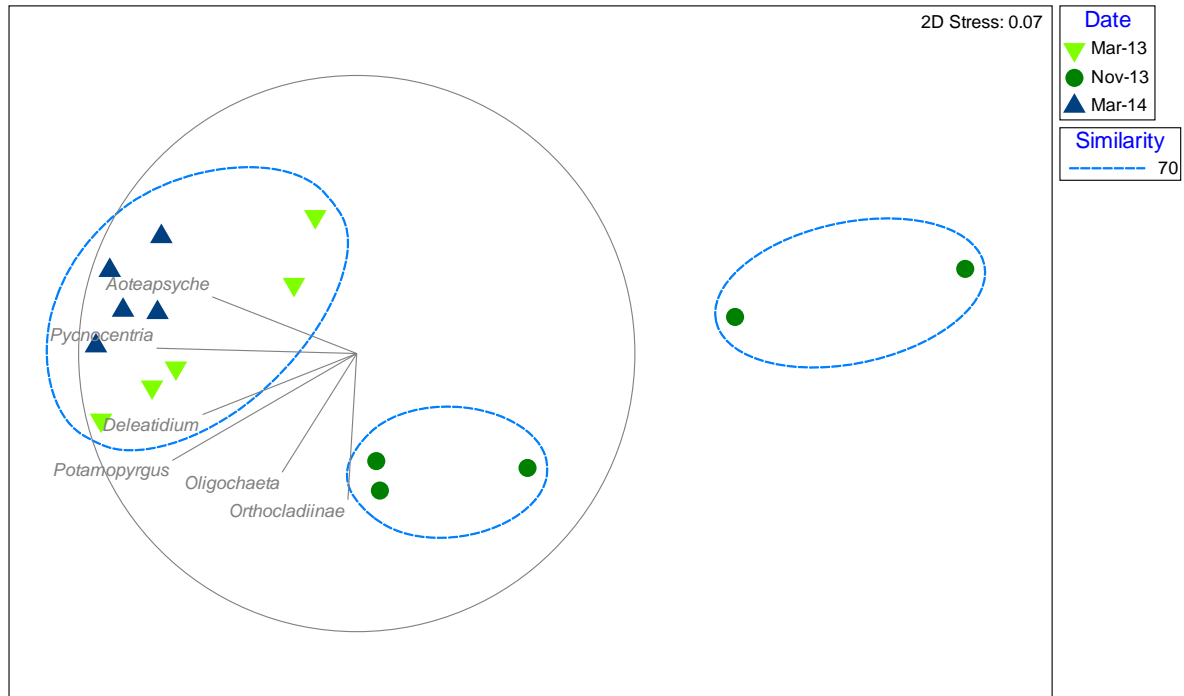 2D Stress: 0.07
Date
Mar-13
Nov-13
Mar-14
Similarity
70
Aoteapsyche
Pycnocentria
Deleatidium
Potamopyrgus
Oligochaeta
Orthocladiinae